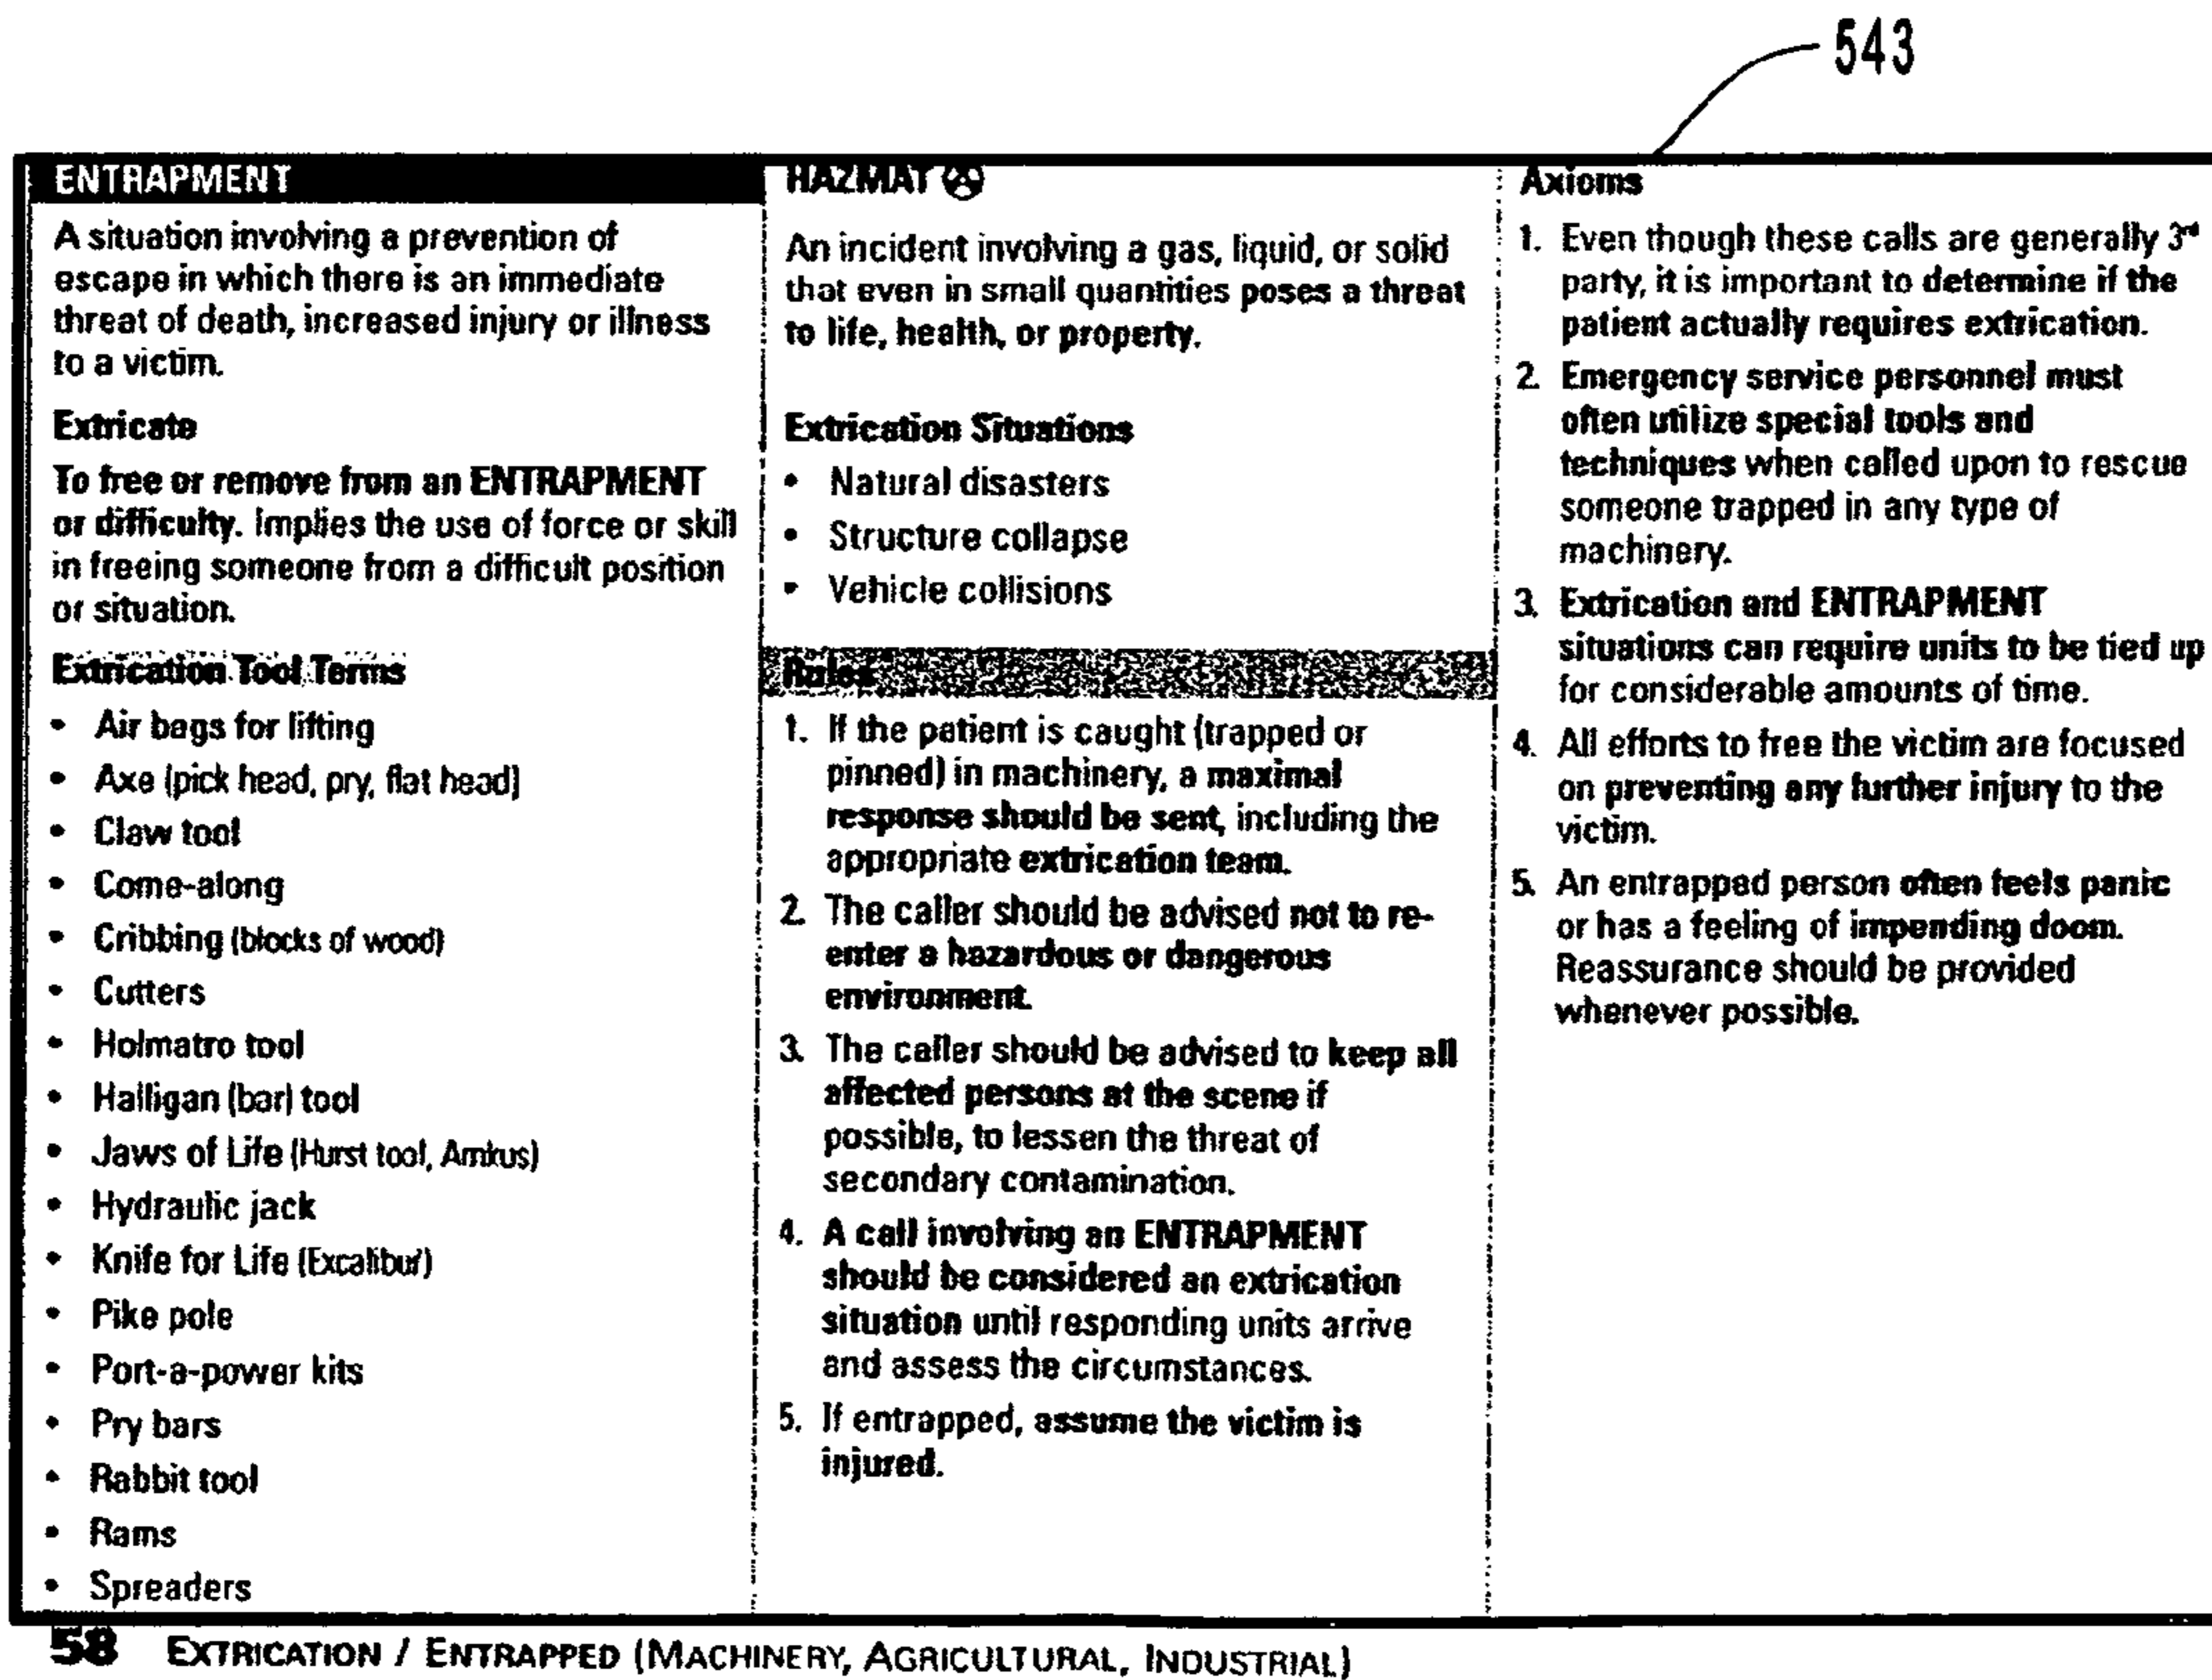 543
ENTRAPMENT
A situation involving a prevention of
escape in which there is an immediate
threat of death, increased injury or illness
to a victim.
Extricate
To free or remove from an ENTRAPMENT
or difficulty. Implies the use of force or skill
in freeing someone from a difficult position
or situation.
Extrication Tool Terms
• Air bags for lifting
• Axe (pick head, pry, flat head)
• Claw tool
• Come-along
• Cribbing (blocks of wood)
• Cutters
• Holmatro tool
• Halligan (bar) tool
• Jaws of Life (Hurst tool, Amkus)
• Hydraulic jack
• Knife for Life (Excalibur)
• Pike pole
• Port-a-power kits
• Pry bars
• Rabbit tool
• Rams
• Spreaders
HAZMAT
An incident involving a gas, liquid, or solid
that even in small quantities poses a threat
to life, health, or property.
Extrication Situations
• Natural disasters
• Structure collapse
• Vehicle collisions
Rules
1. If the patient is caught (trapped or
pinned) in machinery, a maximal
response should be sent, including the
appropriate extrication team.
2. The caller should be advised not to re-
enter a hazardous or dangerous
environment.
3. The caller should be advised to keep all
affected persons at the scene if
possible, to lessen the threat of
secondary contamination.
4. A call involving an ENTRAPMENT
should be considered an extrication
situation until responding units arrive
and assess the circumstances.
5. If entrapped, assume the victim is
injured.
Axioms
1. Even though these calls are generally 3rd
party, it is important to determine if the
patient actually requires extrication.
2. Emergency service personnel must
often utilize special tools and
techniques when called upon to rescue
someone trapped in any type of
machinery.
3. Extrication and ENTRAPMENT
situations can require units to be tied up
for considerable amounts of time.
4. All efforts to free the victim are focused
on preventing any further injury to the
victim.
5. An entrapped person often feels panic
or has a feeling of impending doom.
Reassurance should be provided
whenever possible.
58 EXTRICATION / ENTRAPPED (MACHINERY, AGRICULTURAL, INDUSTRIAL)